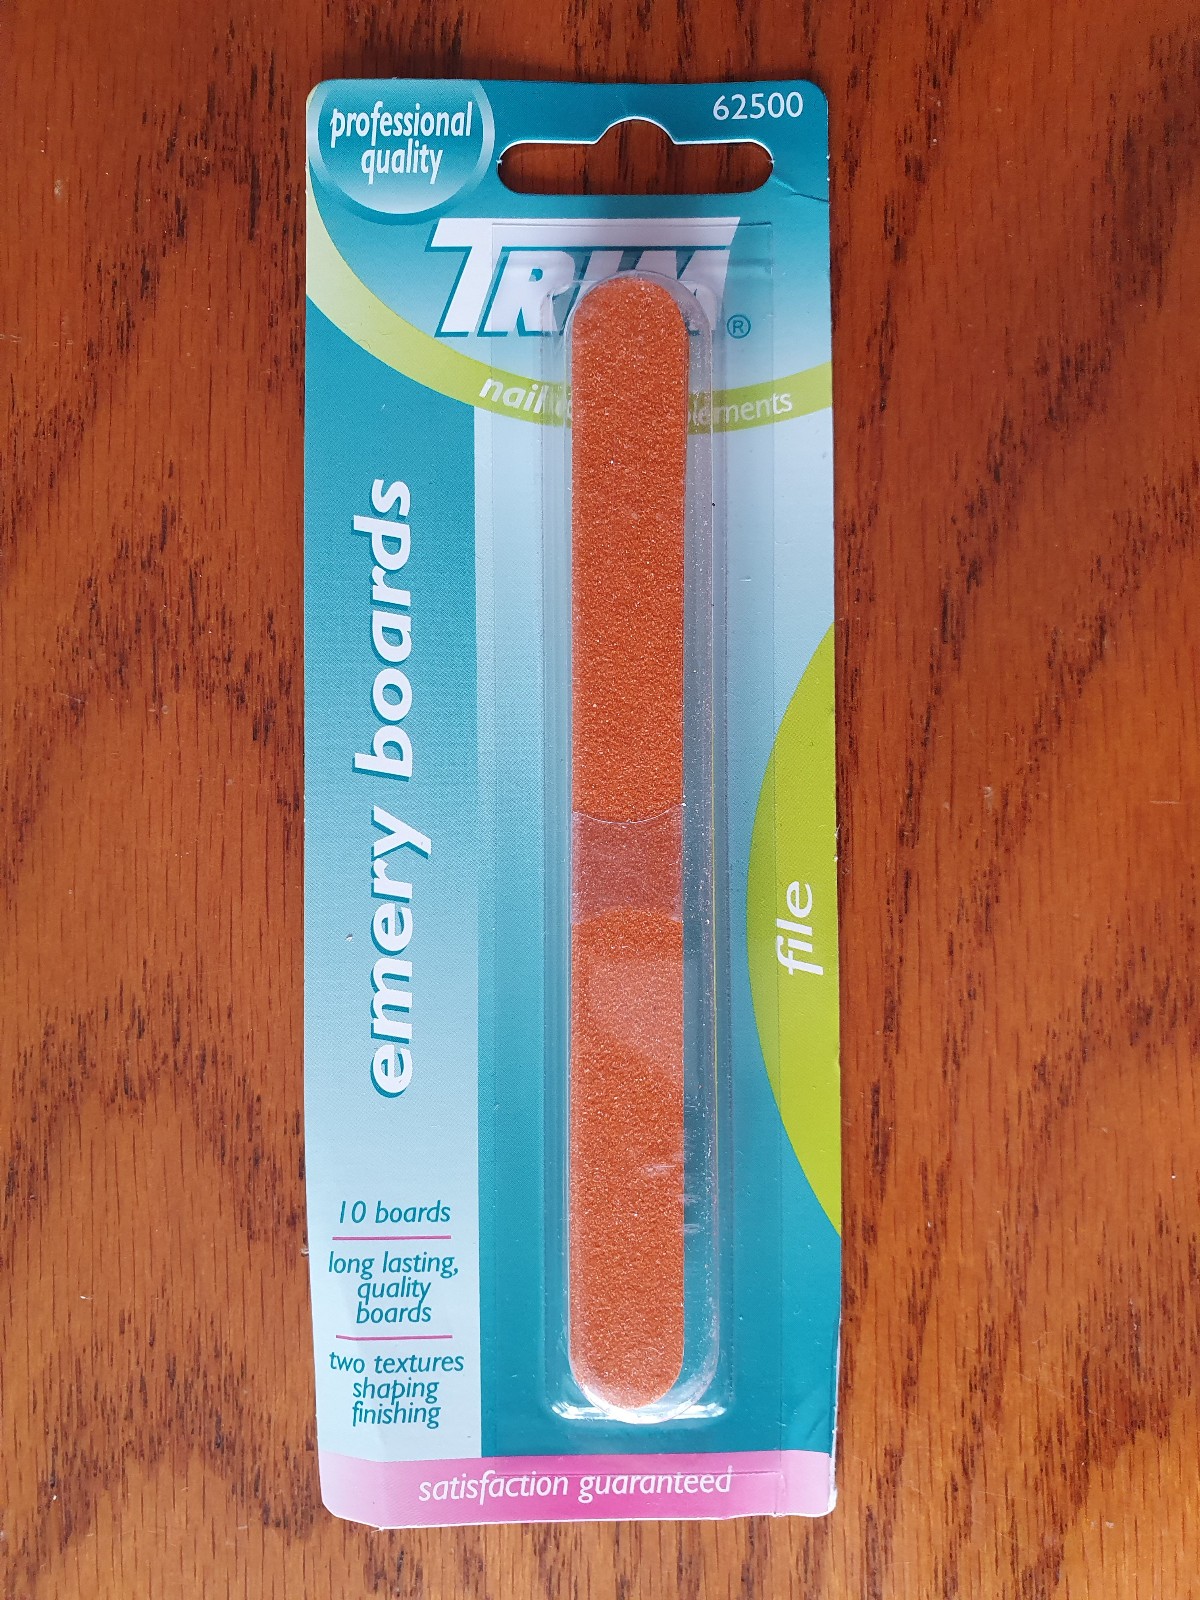 professional
quality
62500
TRIM
®
nail
emery boards
file
10 boards
long lasting,
quality
boards
two textures
shaping
finishing
satisfaction guaranteed